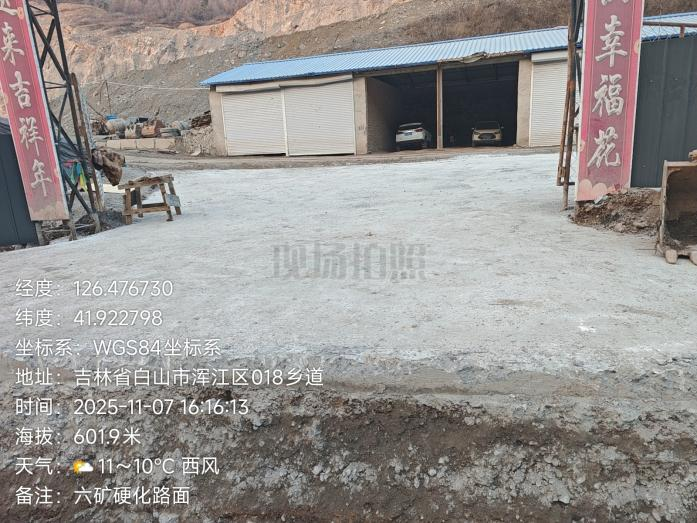 来吉祥年
幸福花
现场拍照
经度：126.476730
纬度：41.922798
坐标系：WGS84坐标系
地址：吉林省白山市浑江区018乡道
时间：2025-11-07 16:16:13
海拔：601.9米
天气：⛅ 11~10℃ 西风
备注：六矿硬化路面